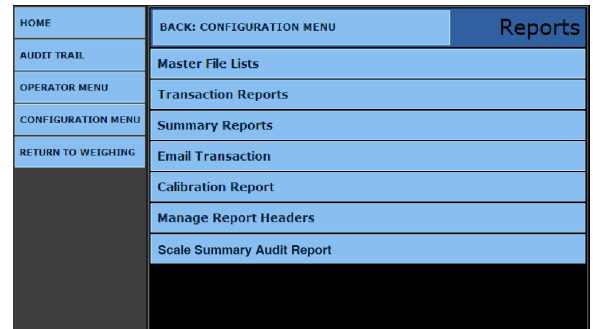 HOME
AUDIT TRAIL
OPERATOR MENU
CONFIGURATION MENU
RETURN TO WEIGHING
BACK: CONFIGURATION MENU
Reports
Master File Lists
Transaction Reports
Summary Reports
Email Transaction
Calibration Report
Manage Report Headers
Scale Summary Audit Report